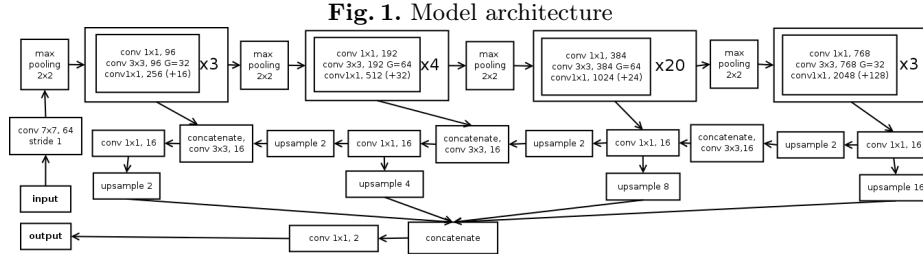 Fig. 1. Model architecture
max
pooling
2x2
conv 1x1, 96
conv 3x3, 96 G=32
conv1x1, 256 (+16)
x3
max
pooling
2x2
conv 1x1, 192
conv 3x3, 192 G=64
conv1x1, 512 (+32)
x4
max
pooling
2x2
conv 1x1, 384
conv 3x3, 384 G=64
conv1x1, 1024 (+24)
x20
max
pooling
2x2
conv 1x1, 768
conv 3x3, 768 G=32
conv1x1, 2048 (+128)
x3
conv 7x7, 64
stride 1
conv 1x1, 16
concatenate,
conv 3x3, 16
upsample 2
conv 1x1, 16
concatenate,
conv 3x3, 16
upsample 2
conv 1x1, 16
concatenate,
conv 3x3,16
upsample 2
conv 1x1, 16
input
upsample 2
upsample 4
upsample 8
upsample 16
output
conv 1x1, 2
concatenate